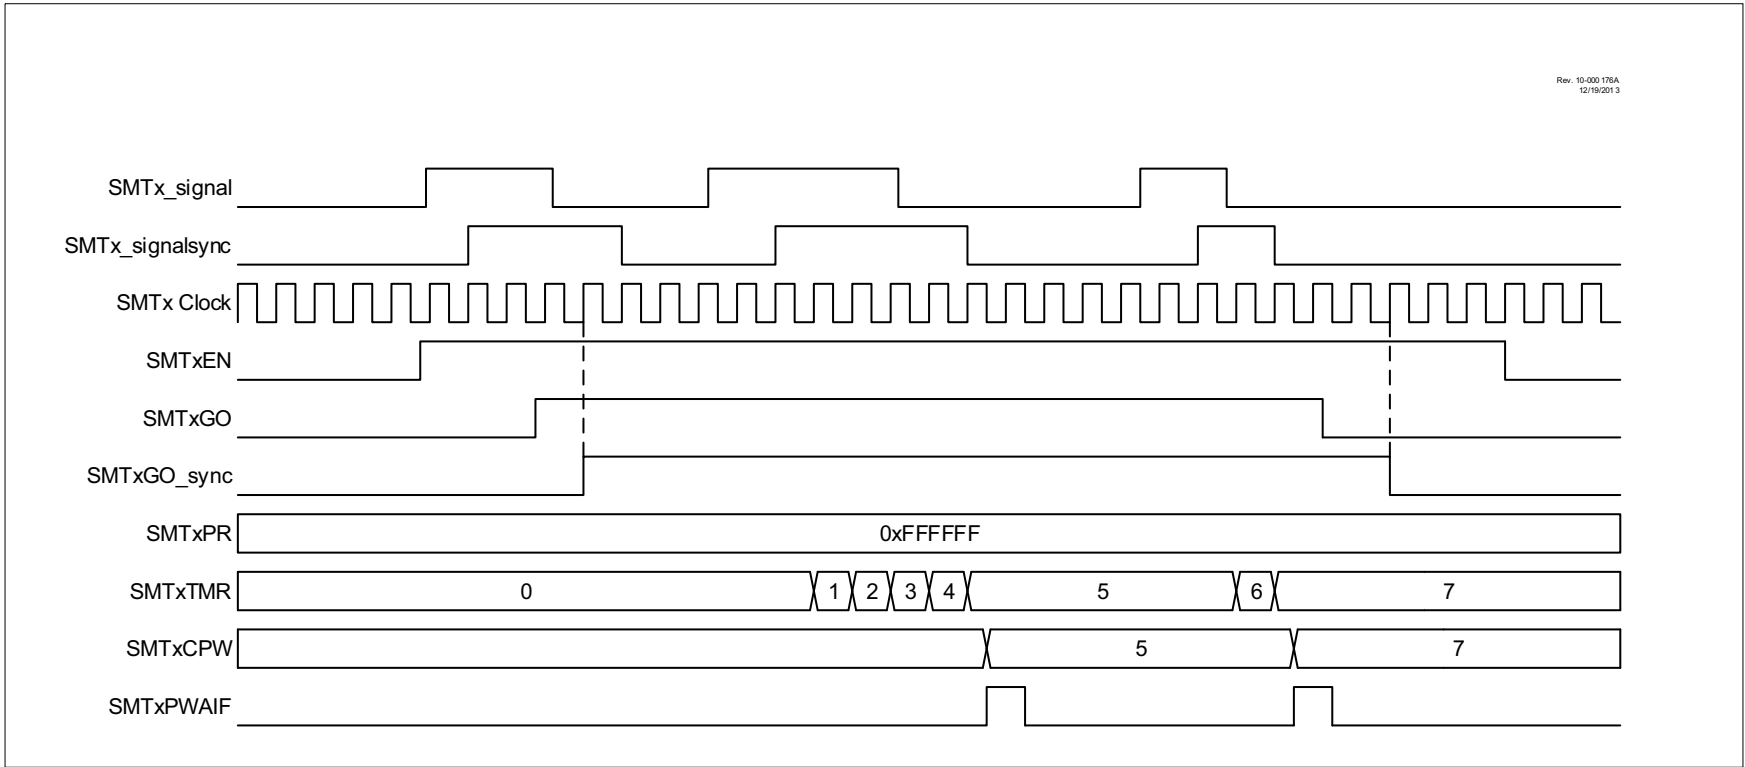 Rev. 10-000 176A
12/19/201 3
SMTx_signal
SMTx_signalsync
SMTx Clock
SMTxEN
SMTxGO
SMTxGO_sync
SMTxPR 0xFFFFFF
SMTxTMR 0 1 2 3 4 5 6 7
SMTxCPW 5 7
SMTxPWAIF